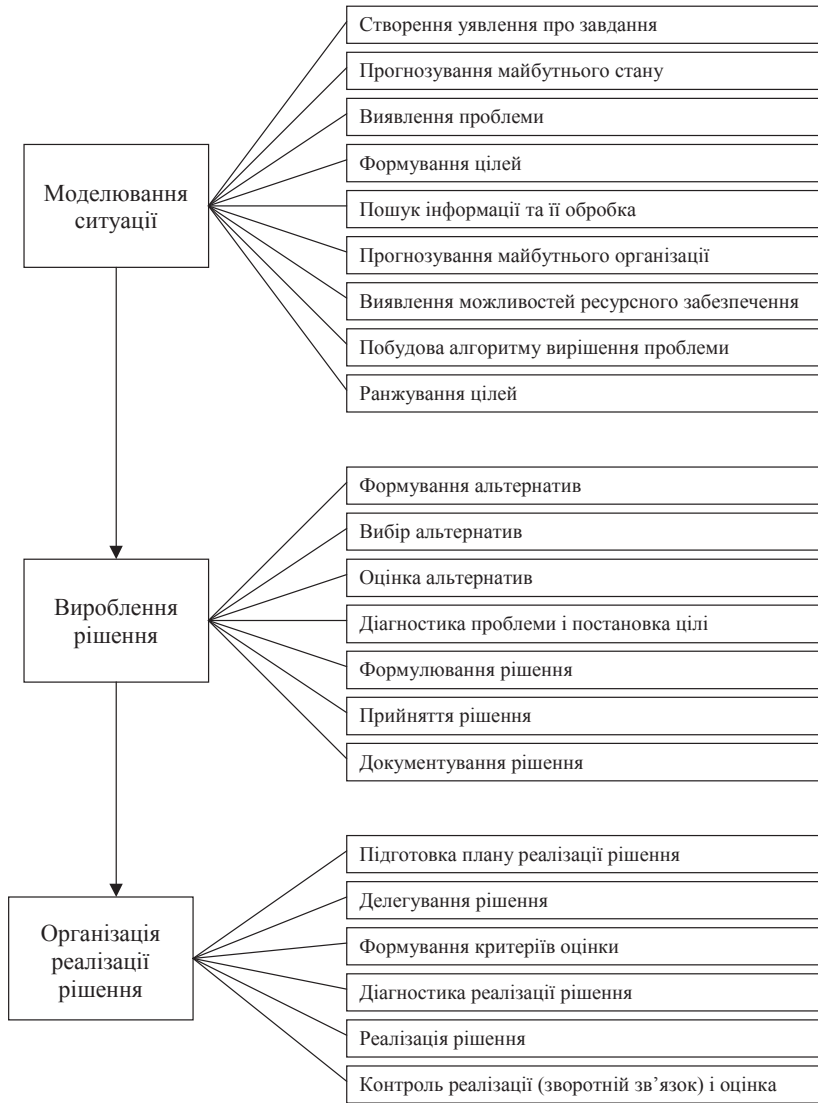 Створення уявлення про завдання
Прогнозування майбутнього стану
Виявлення проблеми
Формування цілей
Моделювання
ситуації
Пошук інформації та її обробка
Прогнозування майбутнього організації
Виявлення можливостей ресурсного забезпечення
Побудова алгоритму вирішення проблеми
Ранжування цілей
Формування альтернатив
Вибір альтернатив
Оцінка альтернатив
Вироблення
рішення
Діагностика проблеми і постановка цілі
Формулювання рішення
Прийняття рішення
Документування рішення
Підготовка плану реалізації рішення
Делегування рішення
Формування критеріїв оцінки
Організація
реалізації
рішення
Діагностика реалізації рішення
Реалізація рішення
Контроль реалізації (зворотній зв’язок) і оцінка